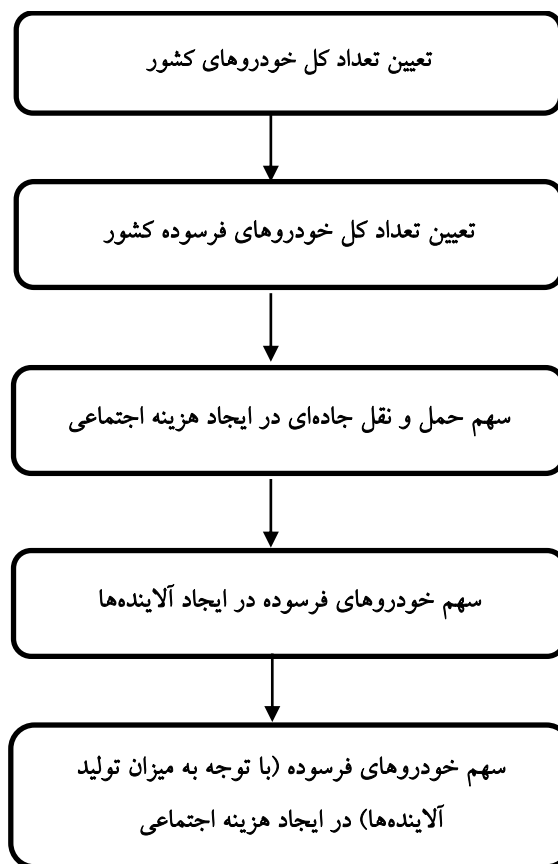 تعیین تعداد کل خودروهای کشور
تعیین تعداد کل خودروهای فرسوده کشور
سهم حمل و نقل جاده‌ای در ایجاد هزینه اجتماعی
سهم خودروهای فرسوده در ایجاد آلاینده‌ها
سهم خودروهای فرسوده (با توجه به میزان تولید
آلاینده‌ها) در ایجاد هزینه اجتماعی